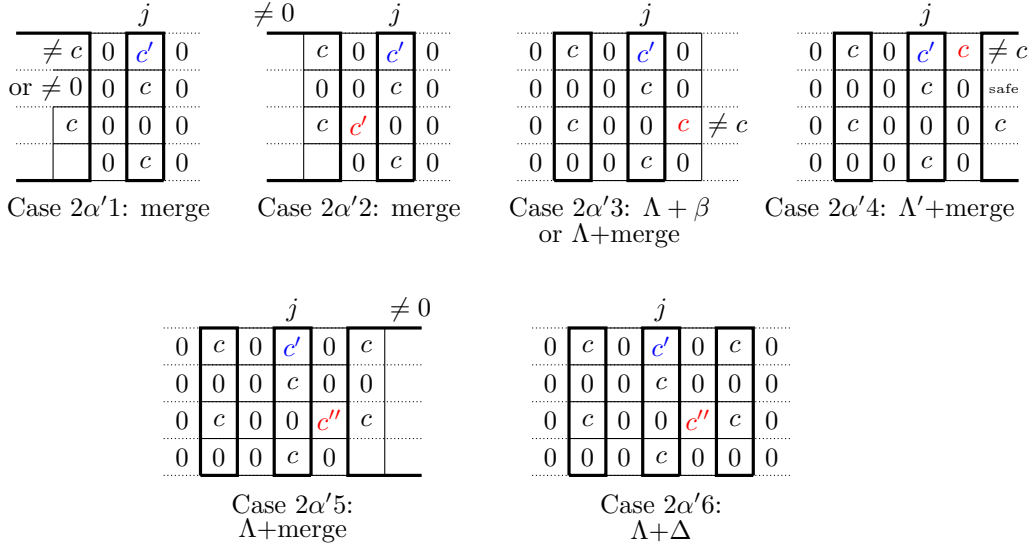 j
≠ c 0 c′ 0
or ≠ 0 0 c 0
c 0 0 0
0 c 0
Case 2α′1: merge
≠ 0 j
c 0 c′ 0
0 0 c 0
c c′ 0 0
0 c 0
Case 2α′2: merge
j
0 c 0 c′ 0
0 0 0 c 0
0 c 0 0 c ≠ c
0 0 0 c 0
Case 2α′3: Λ + β
or Λ+merge
j
0 c 0 c′ c ≠ c
0 0 0 c 0 safe
0 c 0 0 0 c
0 0 0 c 0
Case 2α′4: Λ′+merge
j ≠ 0
0 c 0 c′ 0 c
0 0 0 c 0 0
0 c 0 0 c″ c
0 0 0 c 0
Case 2α′5:
Λ+merge
j
0 c 0 c′ 0 c 0
0 0 0 c 0 0 0
0 c 0 0 c″ c 0
0 0 0 c 0 0 0
Case 2α′6:
Λ+Δ